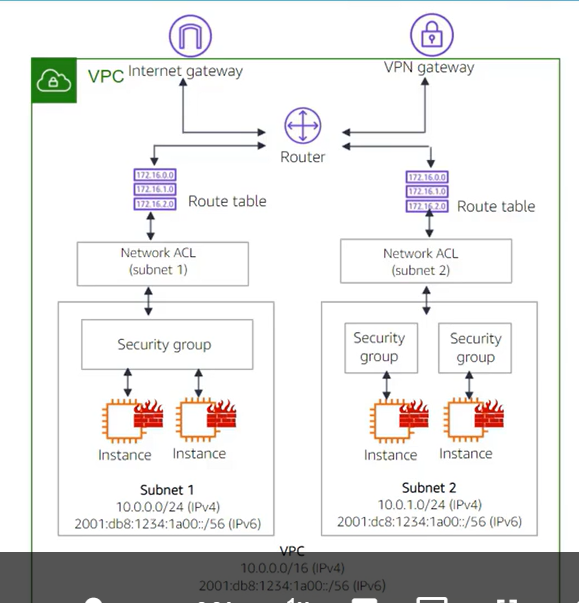 VPC
Internet gateway
VPN gateway
Router
172.16.0.0
172.16.1.0
172.16.2.0
Route table
172.16.0.0
172.16.1.0
172.16.2.0
Route table
Network ACL
(subnet 1)
Network ACL
(subnet 2)
Security group
Security
group
Security
group
Instance
Instance
Instance
Instance
Subnet 1
10.0.0.0/24 (IPv4)
2001:db8:1234:1a00::/56 (IPv6)
Subnet 2
10.0.1.0/24 (IPv4)
2001:dc8:1234:1a00::/56 (IPv6)
VPC
10.0.0.0/16 (IPv4)
2001:db8:1234:1a00::/56 (IPv6)